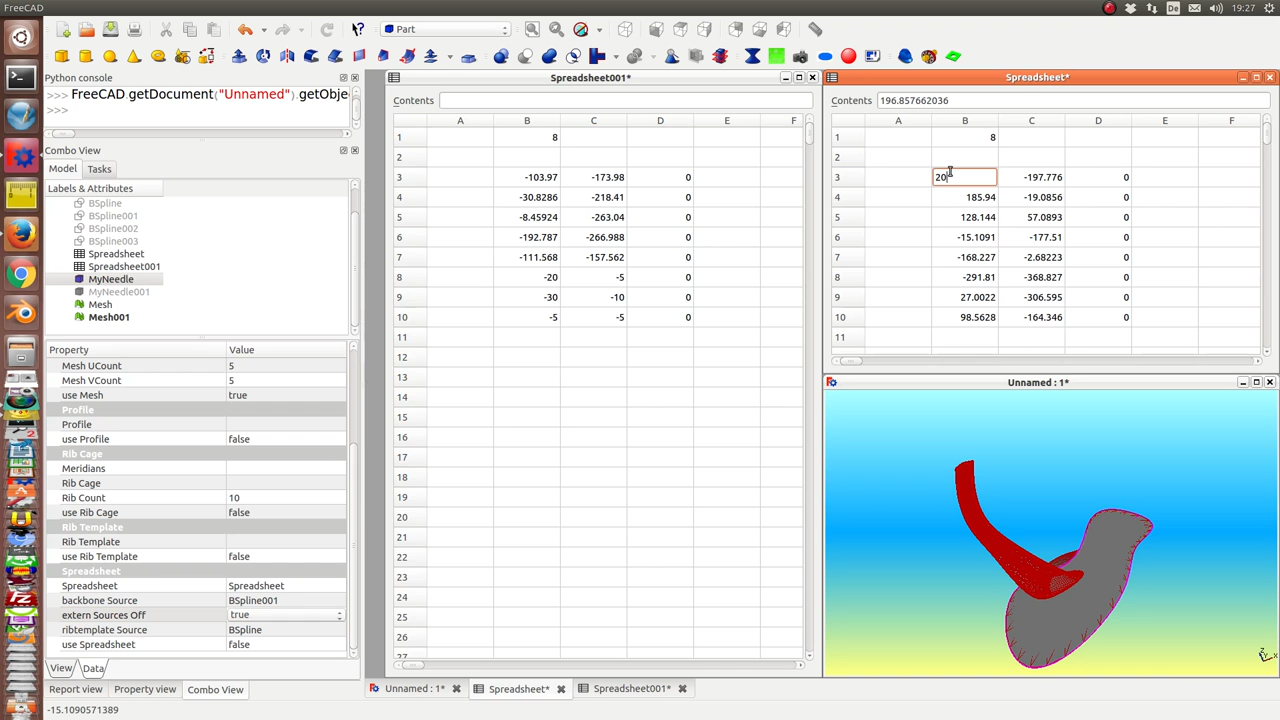 FreeCAD
De
19:27
Part
Python console
>>> FreeCAD.getDocument("Unnamed").getObje
>>>
Combo View
Model
Tasks
Labels & Attributes
BSpline
BSpline001
BSpline002
BSpline003
Spreadsheet
Spreadsheet001
MyNeedle
MyNeedle001
Mesh
Mesh001
Property Value
Mesh UCount 5
Mesh VCount 5
use Mesh true
Profile
Profile
use Profile false
Rib Cage
Meridians
Rib Cage
Rib Count 10
use Rib Cage false
Rib Template
Rib Template
use Rib Template false
Spreadsheet
Spreadsheet Spreadsheet
backbone Source BSpline001
extern Sources Off true
ribtemplate Source BSpline
use Spreadsheet false
View
Data
Report view
Property view
Combo View
-15.1090571389
Spreadsheet001*
Contents
A B C D E F
1 8
2
3 -103.97 -173.98 0
4 -30.8286 -218.41 0
5 -8.45924 -263.04 0
6 -192.787 -266.988 0
7 -111.568 -157.562 0
8 -20 -5 0
9 -30 -10 0
10 -5 -5 0
11
12
13
14
15
16
17
18
19
20
21
22
23
24
25
26
27
Spreadsheet*
Contents 196.857662036
A B C D E F
1 8
2
3 20 -197.776 0
4 185.94 -19.0856 0
5 128.144 57.0893 0
6 -15.1091 -177.51 0
7 -168.227 -2.68223 0
8 -291.81 -368.827 0
9 27.0022 -306.595 0
10 98.5628 -164.346 0
11
Unnamed : 1*
Unnamed : 1*
Spreadsheet*
Spreadsheet001*